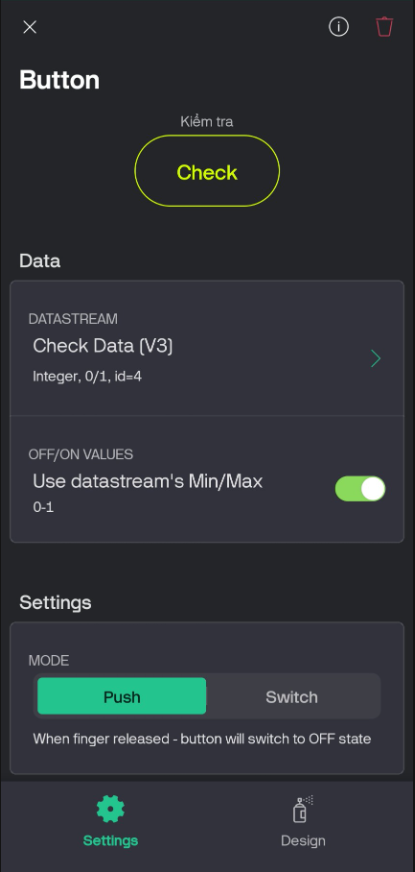 Button
Kiểm tra
Check
Data
DATASTREAM
Check Data (V3)
Integer, 0/1, id=4
OFF/ON VALUES
Use datastream's Min/Max
0-1
Settings
MODE
Push
Switch
When finger released - button will switch to OFF state
Settings
Design